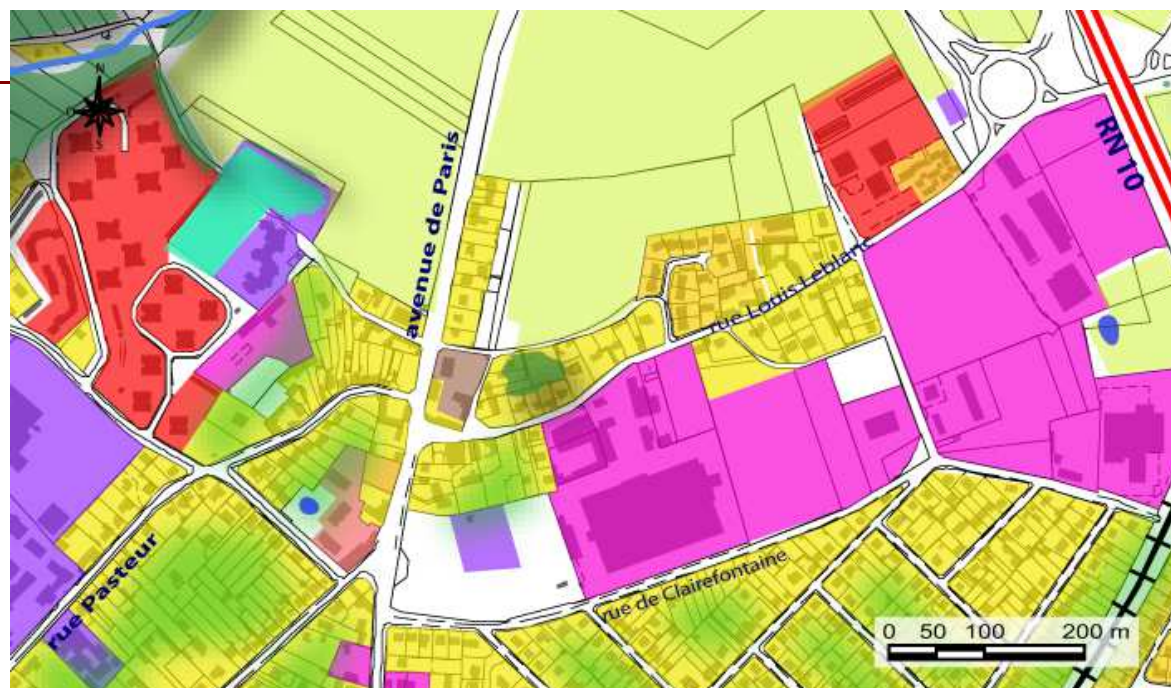 N
S
avenue de Paris
RN 10
rue Louis Leblanc
rue Pasteur
rue de Clairefontaine
0 50 100 200 m